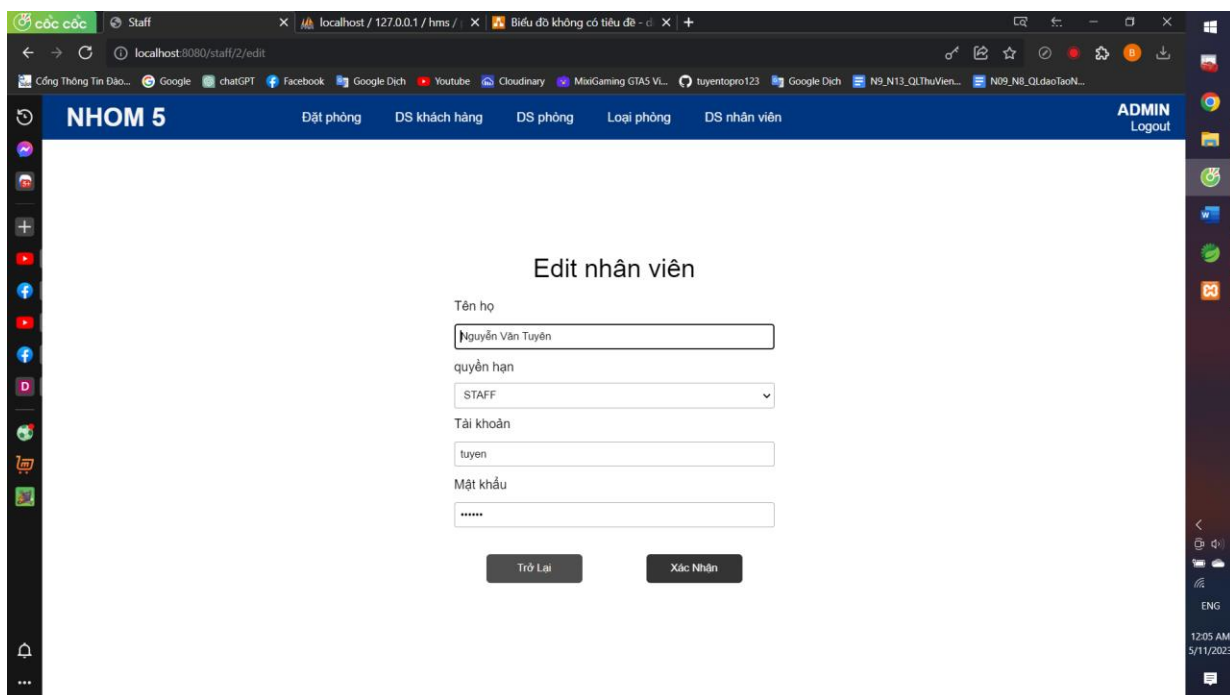 cốc cốc
Staff
localhost / 127.0.0.1 / hms /
Biểu đồ không có tiêu đề - d
localhost:8080/staff/2/edit
B
Cổng Thông Tin Đào...
Google
chatGPT
Facebook
Google Dịch
Youtube
Cloudinary
MixiGaming GTA5 Vi...
tuyentopro123
Google Dịch
N9_N13_QLThuVien...
N09_N8_QLdaoTaoN...
NHOM 5
Đặt phòng
DS khách hàng
DS phòng
Loại phòng
DS nhân viên
ADMIN
Logout
D
Edit nhân viên
Tên họ
Nguyễn Văn Tuyên
quyền hạn
STAFF
Tài khoản
tuyen
Mật khẩu
••••••
Trở Lại
Xác Nhận
ENG
12:05 AM
5/11/2023